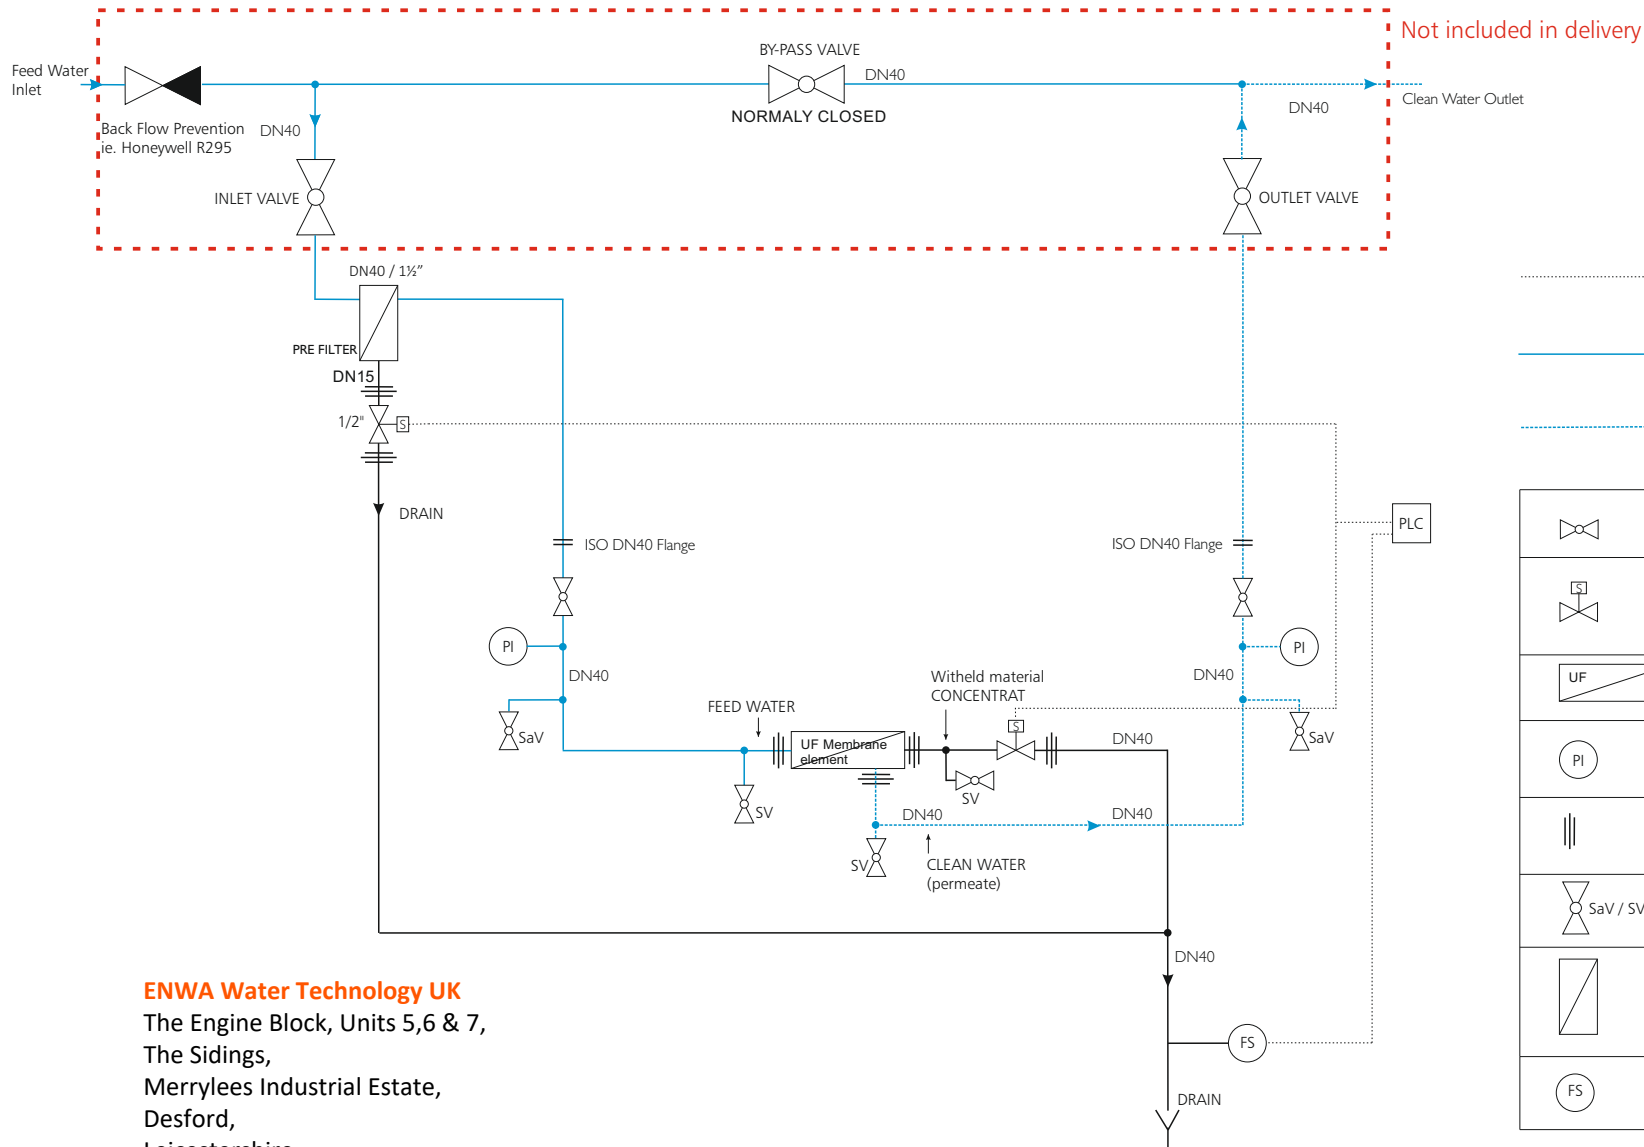 Not included in delivery
BY-PASS VALVE
Feed Water
Inlet
DN40
NORMALY CLOSED
DN40
Clean Water Outlet
Back Flow Prevention
ie. Honeywell R295
DN40
INLET VALVE
OUTLET VALVE
DN40 / 1½”
PRE FILTER
DN15
1/2"
S
DRAIN
PLC
ISO DN40 Flange
ISO DN40 Flange
S
PI
PI
UF
DN40
DN40
Witheld material
CONCENTRAT
FEED WATER
SaV
SaV
S
DN40
UF Membrane
element
PI
SV
SV
DN40
DN40
SV
CLEAN WATER
(permeate)
SaV / SV
DN40
ENWA Water Technology UK
The Engine Block, Units 5,6 & 7,
The Sidings,
Merrylees Industrial Estate,
Desford,
FS
FS
DRAIN